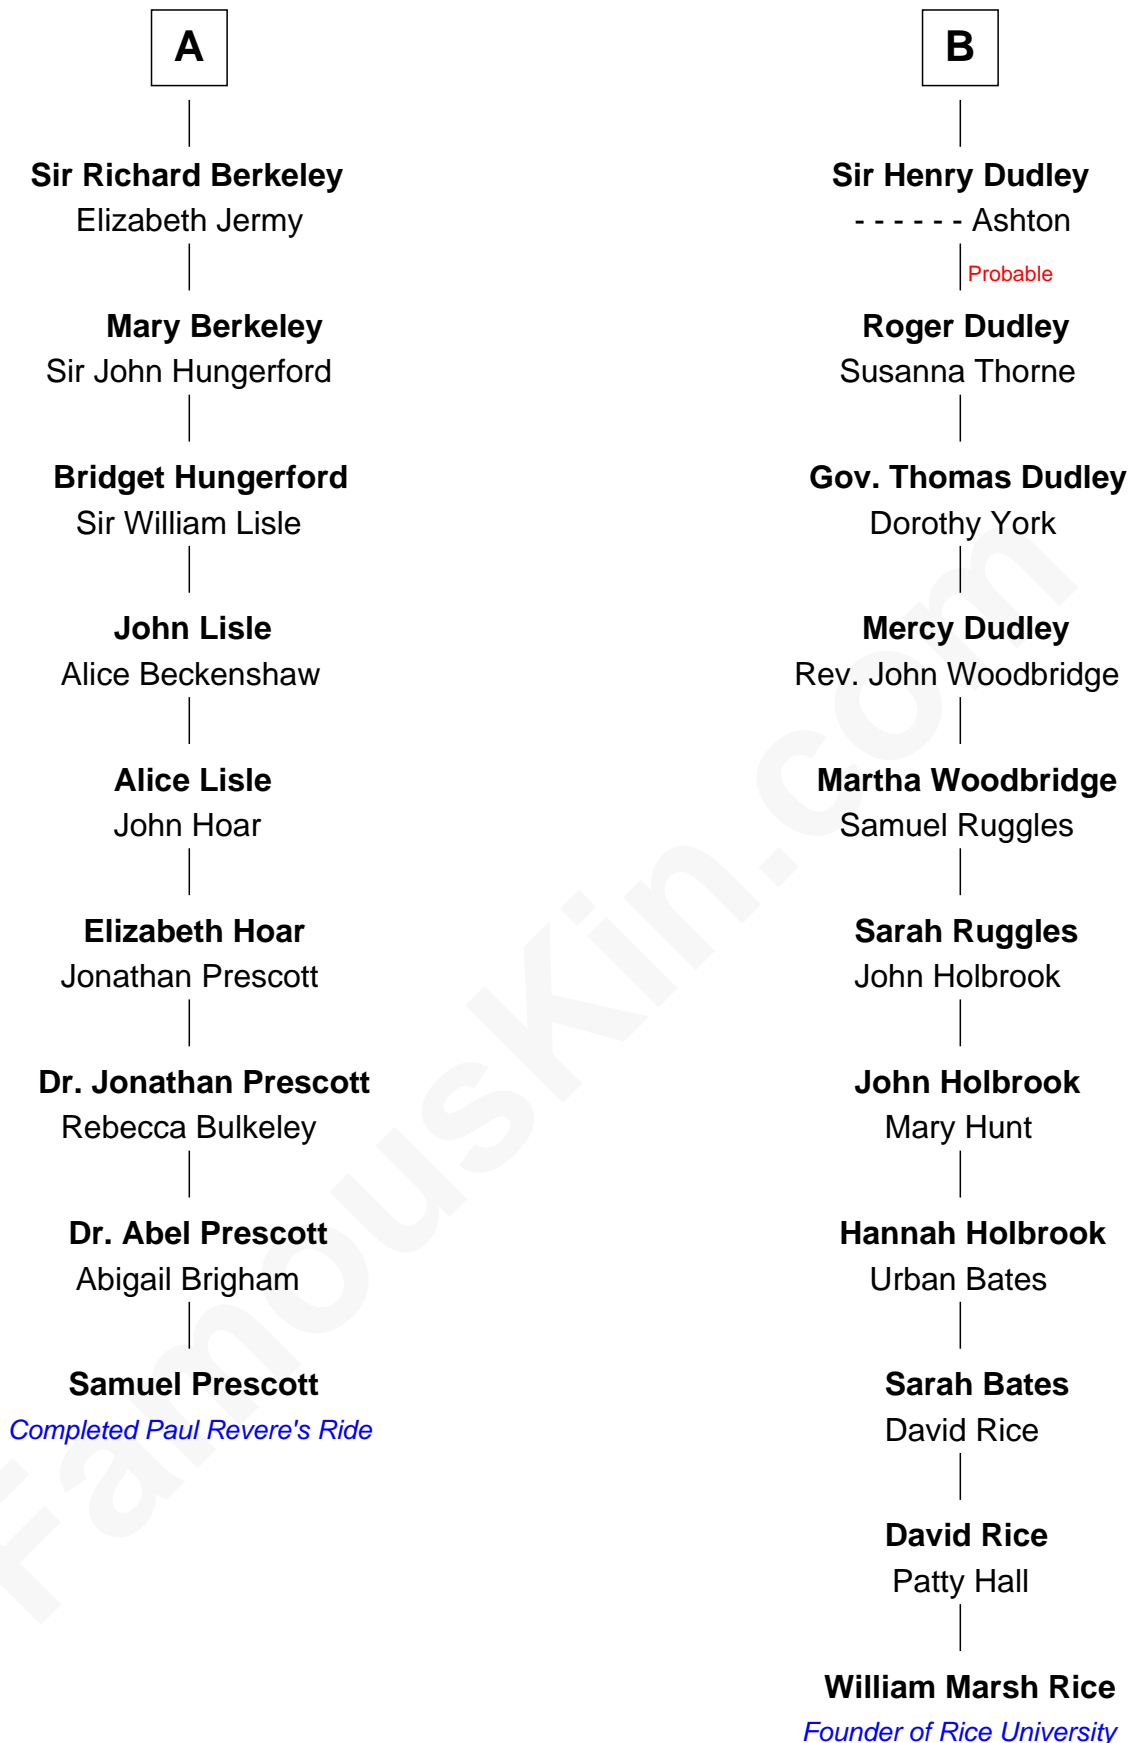 A
Sir Richard Berkeley
Elizabeth Jermy
Mary Berkeley
Sir John Hungerford
Bridget Hungerford
Sir William Lisle
John Lisle
Alice Beckenshaw
Alice Lisle
John Hoar
Elizabeth Hoar
Jonathan Prescott
Dr. Jonathan Prescott
Rebecca Bulkeley
Dr. Abel Prescott
Abigail Brigham
Samuel Prescott
Completed Paul Revere's Ride
B
Sir Henry Dudley
- - - - - - Ashton
Probable
Roger Dudley
Susanna Thorne
Gov. Thomas Dudley
Dorothy York
Mercy Dudley
Rev. John Woodbridge
Martha Woodbridge
Samuel Ruggles
Sarah Ruggles
John Holbrook
John Holbrook
Mary Hunt
Hannah Holbrook
Urban Bates
Sarah Bates
David Rice
David Rice
Patty Hall
William Marsh Rice
Founder of Rice University
FamousKin.com